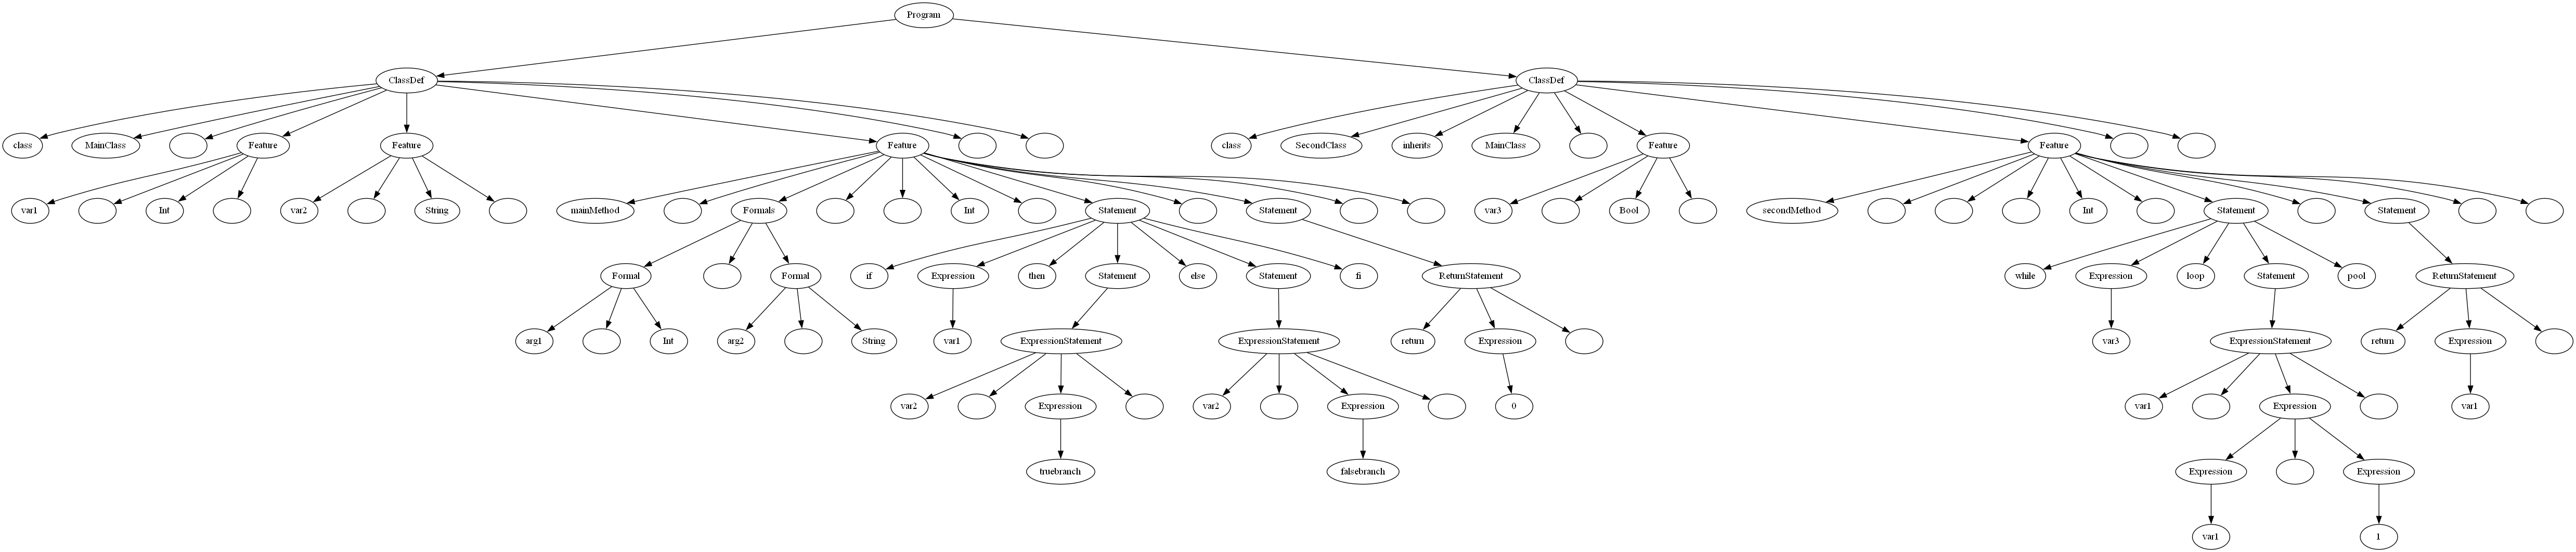 Program
ClassDef ClassDef
class MainClass Feature Feature Feature class SecondClass inherits MainClass Feature Feature
var1 Int var2 String mainMethod Formals Int Statement Statement var3 Bool secondMethod Int Statement Statement
Formal Formal if Expression then Statement else Statement fi ReturnStatement while Expression loop Statement pool ReturnStatement
arg1 Int arg2 String var1 ExpressionStatement ExpressionStatement return Expression var3 ExpressionStatement return Expression
var2 Expression var2 Expression 0 var1 Expression var1
truebranch falsebranch Expression Expression
var1 1